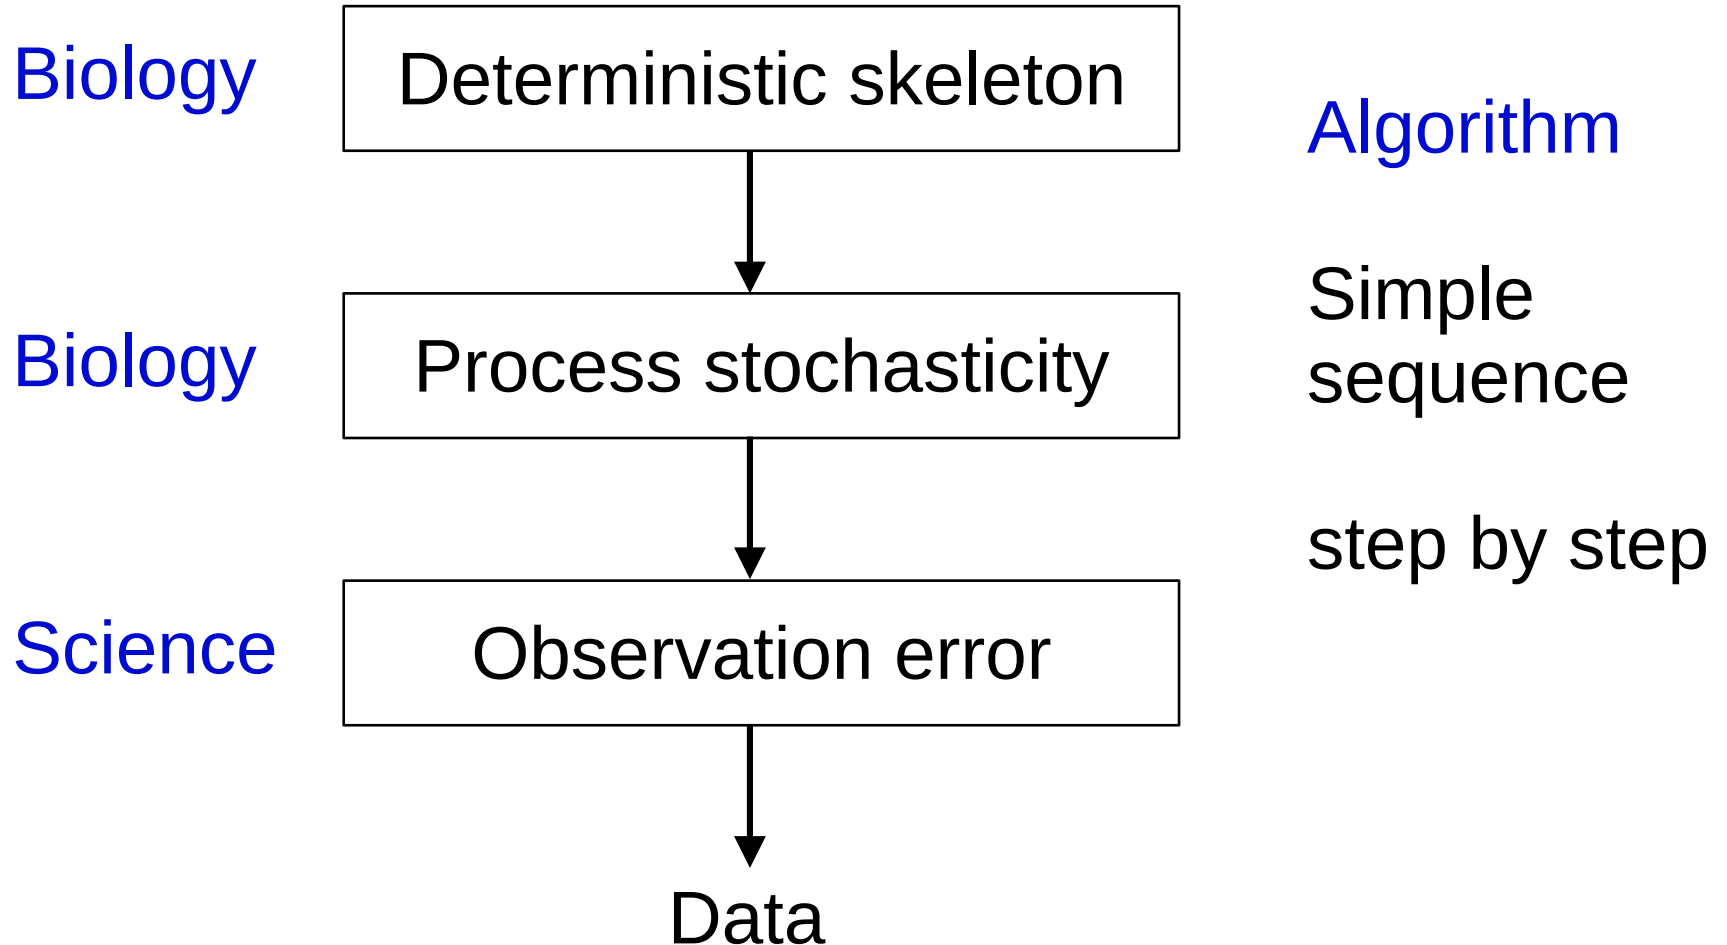 Biology
Deterministic skeleton
Algorithm
Simple
sequence
Biology
Process stochasticity
step by step
Science
Observation error
Data